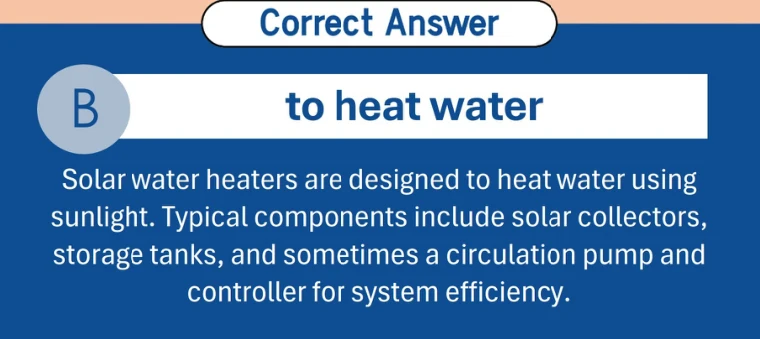 Correct Answer
B
to heat water
Solar water heaters are designed to heat water using
sunlight. Typical components include solar collectors,
storage tanks, and sometimes a circulation pump and
controller for system efficiency.